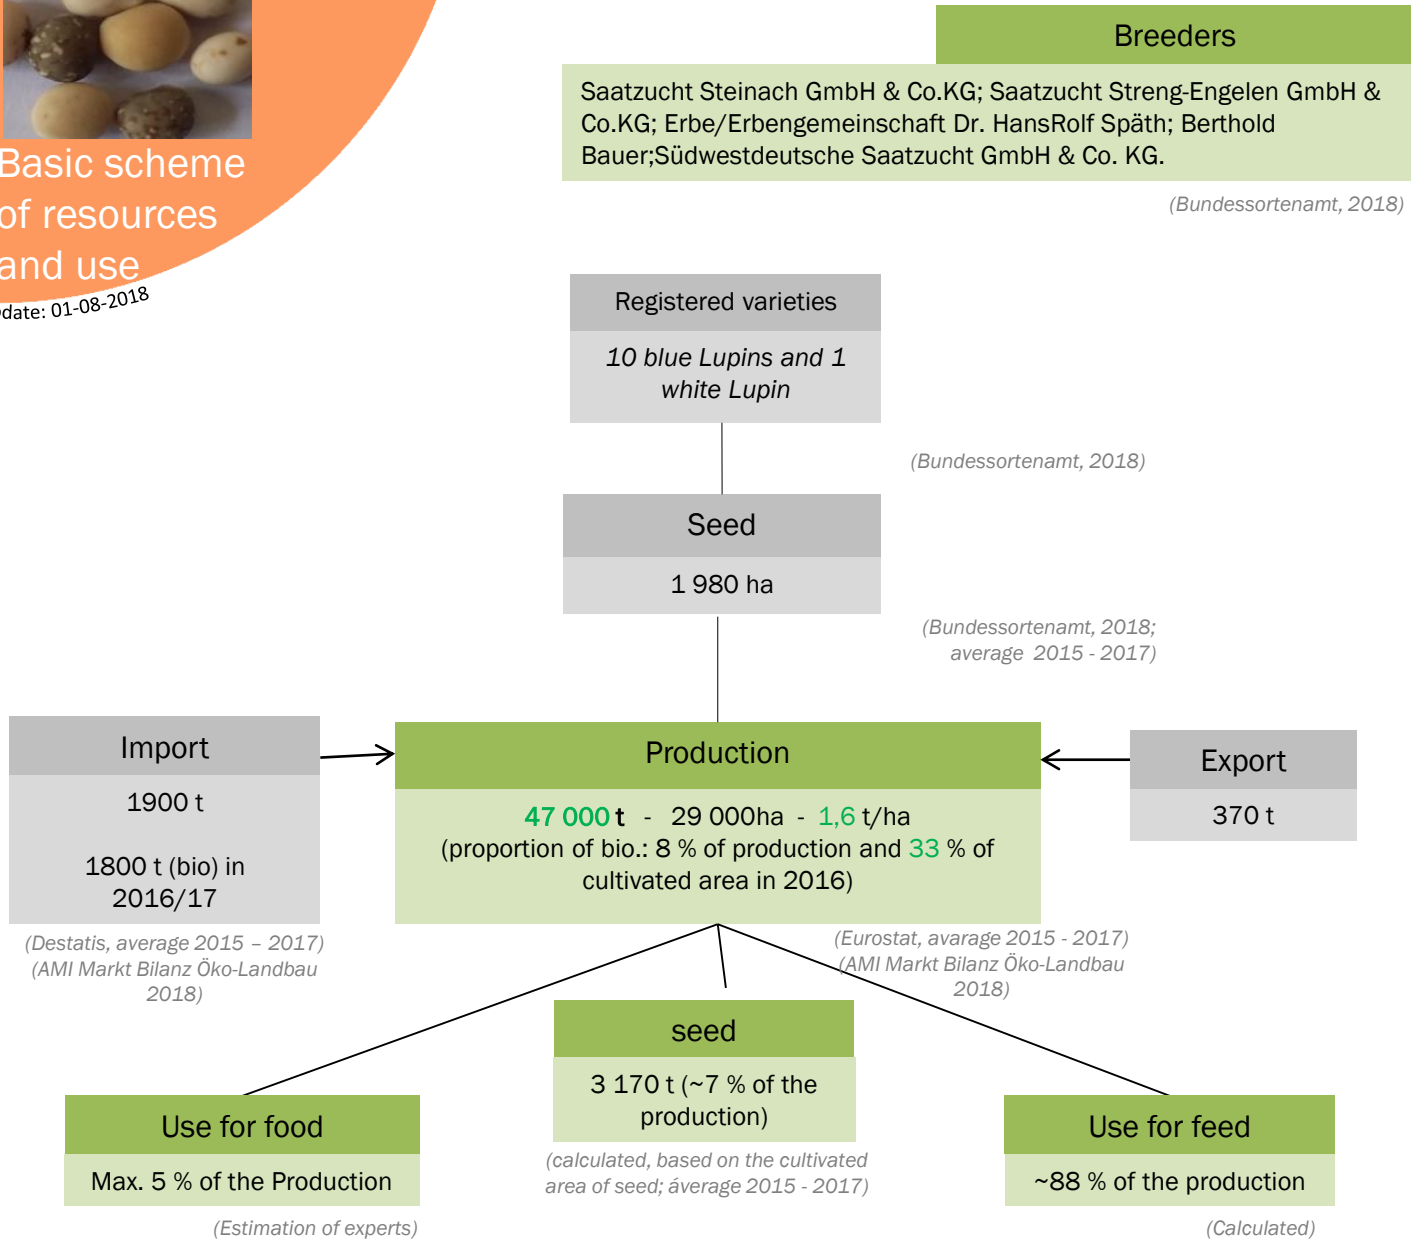 Breeders
Saatzucht Steinach GmbH & Co.KG; Saatzucht Streng-Engelen GmbH &
Co.KG; Erbe/Erbengemeinschaft Dr. HansRolf Späth; Berthold
Bauer;Südwestdeutsche Saatzucht GmbH & Co. KG.
(Bundessortenamt, 2018)
Basic scheme
of resources
and use
date: 01-08-2018
Registered varieties
10 blue Lupins and 1
white Lupin
(Bundessortenamt, 2018)
Seed
1 980 ha
(Bundessortenamt, 2018;
average 2015 - 2017)
Import
1900 t
1800 t (bio) in
2016/17
(Destatis, average 2015 – 2017)
(AMI Markt Bilanz Öko-Landbau
2018)
Production
47 000 t - 29 000ha - 1,6 t/ha
(proportion of bio.: 8 % of production and 33 % of
cultivated area in 2016)
(Eurostat, avarage 2015 - 2017)
(AMI Markt Bilanz Öko-Landbau
2018)
Export
370 t
seed
3 170 t (~7 % of the
production)
(calculated, based on the cultivated
area of seed; áverage 2015 - 2017)
Use for food
Max. 5 % of the Production
(Estimation of experts)
Use for feed
~88 % of the production
(Calculated)